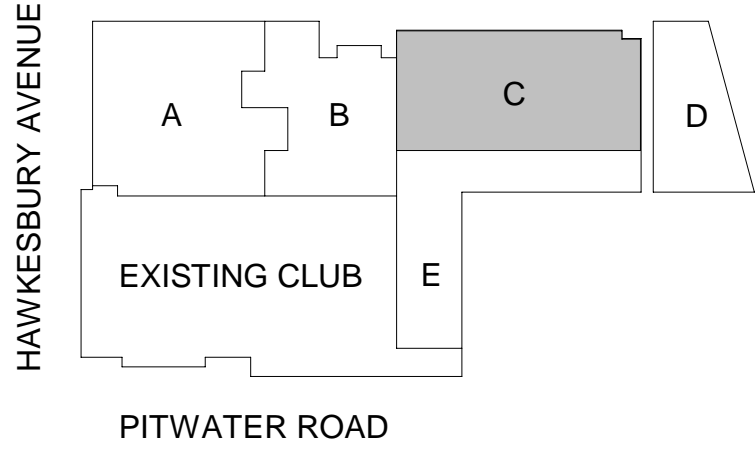 HAWKESBURY AVENUE
A
B
C
D
EXISTING CLUB
E
PITWATER ROAD